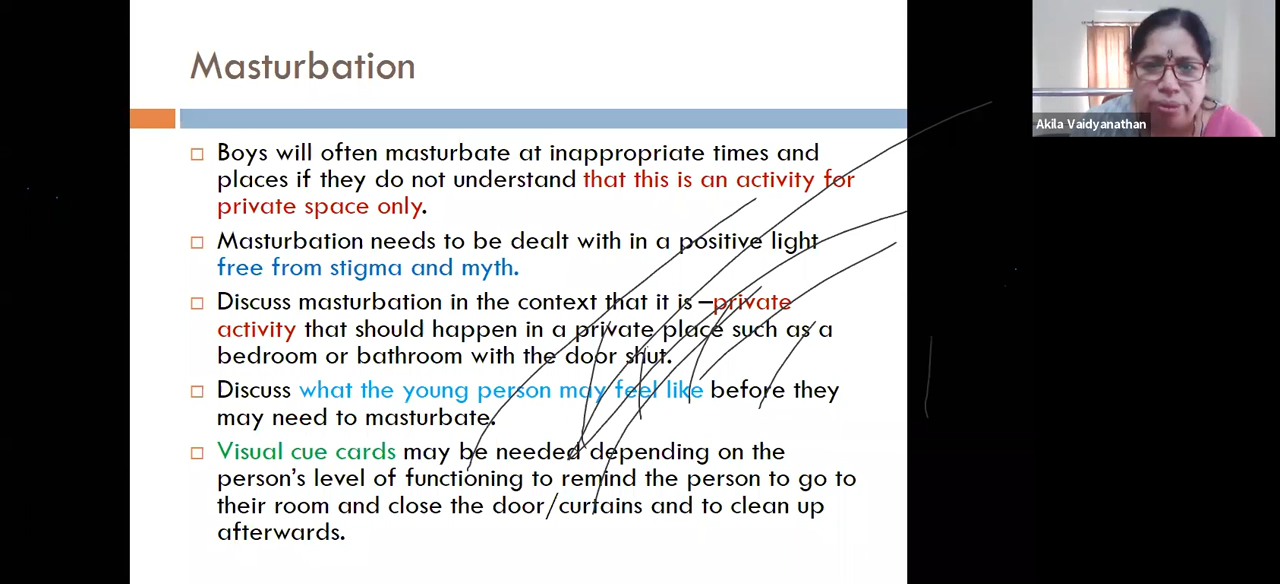 Masturbation
Akila Vaidyanathan
Boys will often masturbate at inappropriate times and
places if they do not understand that this is an activity for
private space only.
Masturbation needs to be dealt with in a positive light
free from stigma and myth.
Discuss masturbation in the context that it is –private
activity that should happen in a private place such as a
bedroom or bathroom with the door shut.
Discuss what the young person may feel like before they
may need to masturbate.
Visual cue cards may be needed depending on the
person's level of functioning to remind the person to go to
their room and close the door/curtains and to clean up
afterwards.